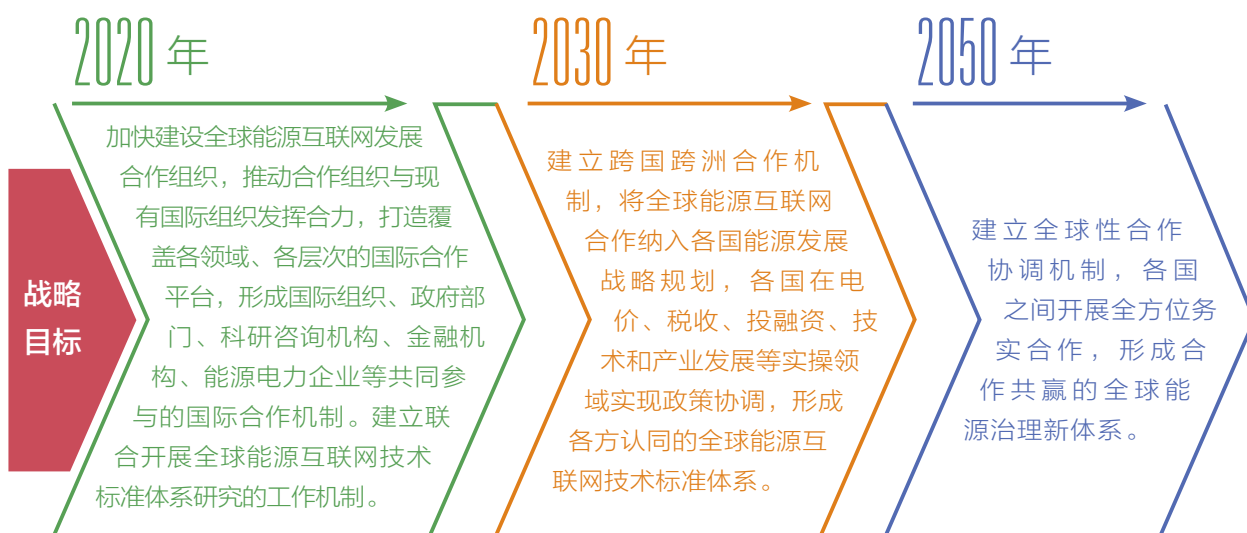 2020 年
2030 年
2050 年
战略
目标
加快建设全球能源互联网发展
合作组织，推动合作组织与现
有国际组织发挥合力，打造覆
盖各领域、各层次的国际合作
平台，形成国际组织、政府部
门、科研咨询机构、金融机
构、能源电力企业等共同参
与的国际合作机制。建立联
合开展全球能源互联网技术
标准体系研究的工作机制。
建立跨国跨洲合作机
制，将全球能源互联网
合作纳入各国能源发展
战略规划，各国在电
价、税收、投融资、技
术和产业发展等实操领
域实现政策协调，形成
各方认同的全球能源互
联网技术标准体系。
建立全球性合作
协调机制，各国
之间开展全方位务
实合作，形成合
作共赢的全球能
源治理新体系。